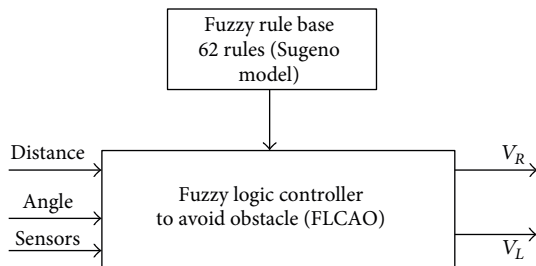 Fuzzy rule base
62 rules (Sugeno
model)
Distance
Angle
Sensors
Fuzzy logic controller
to avoid obstacle (FLCAO)
V_R
V_L